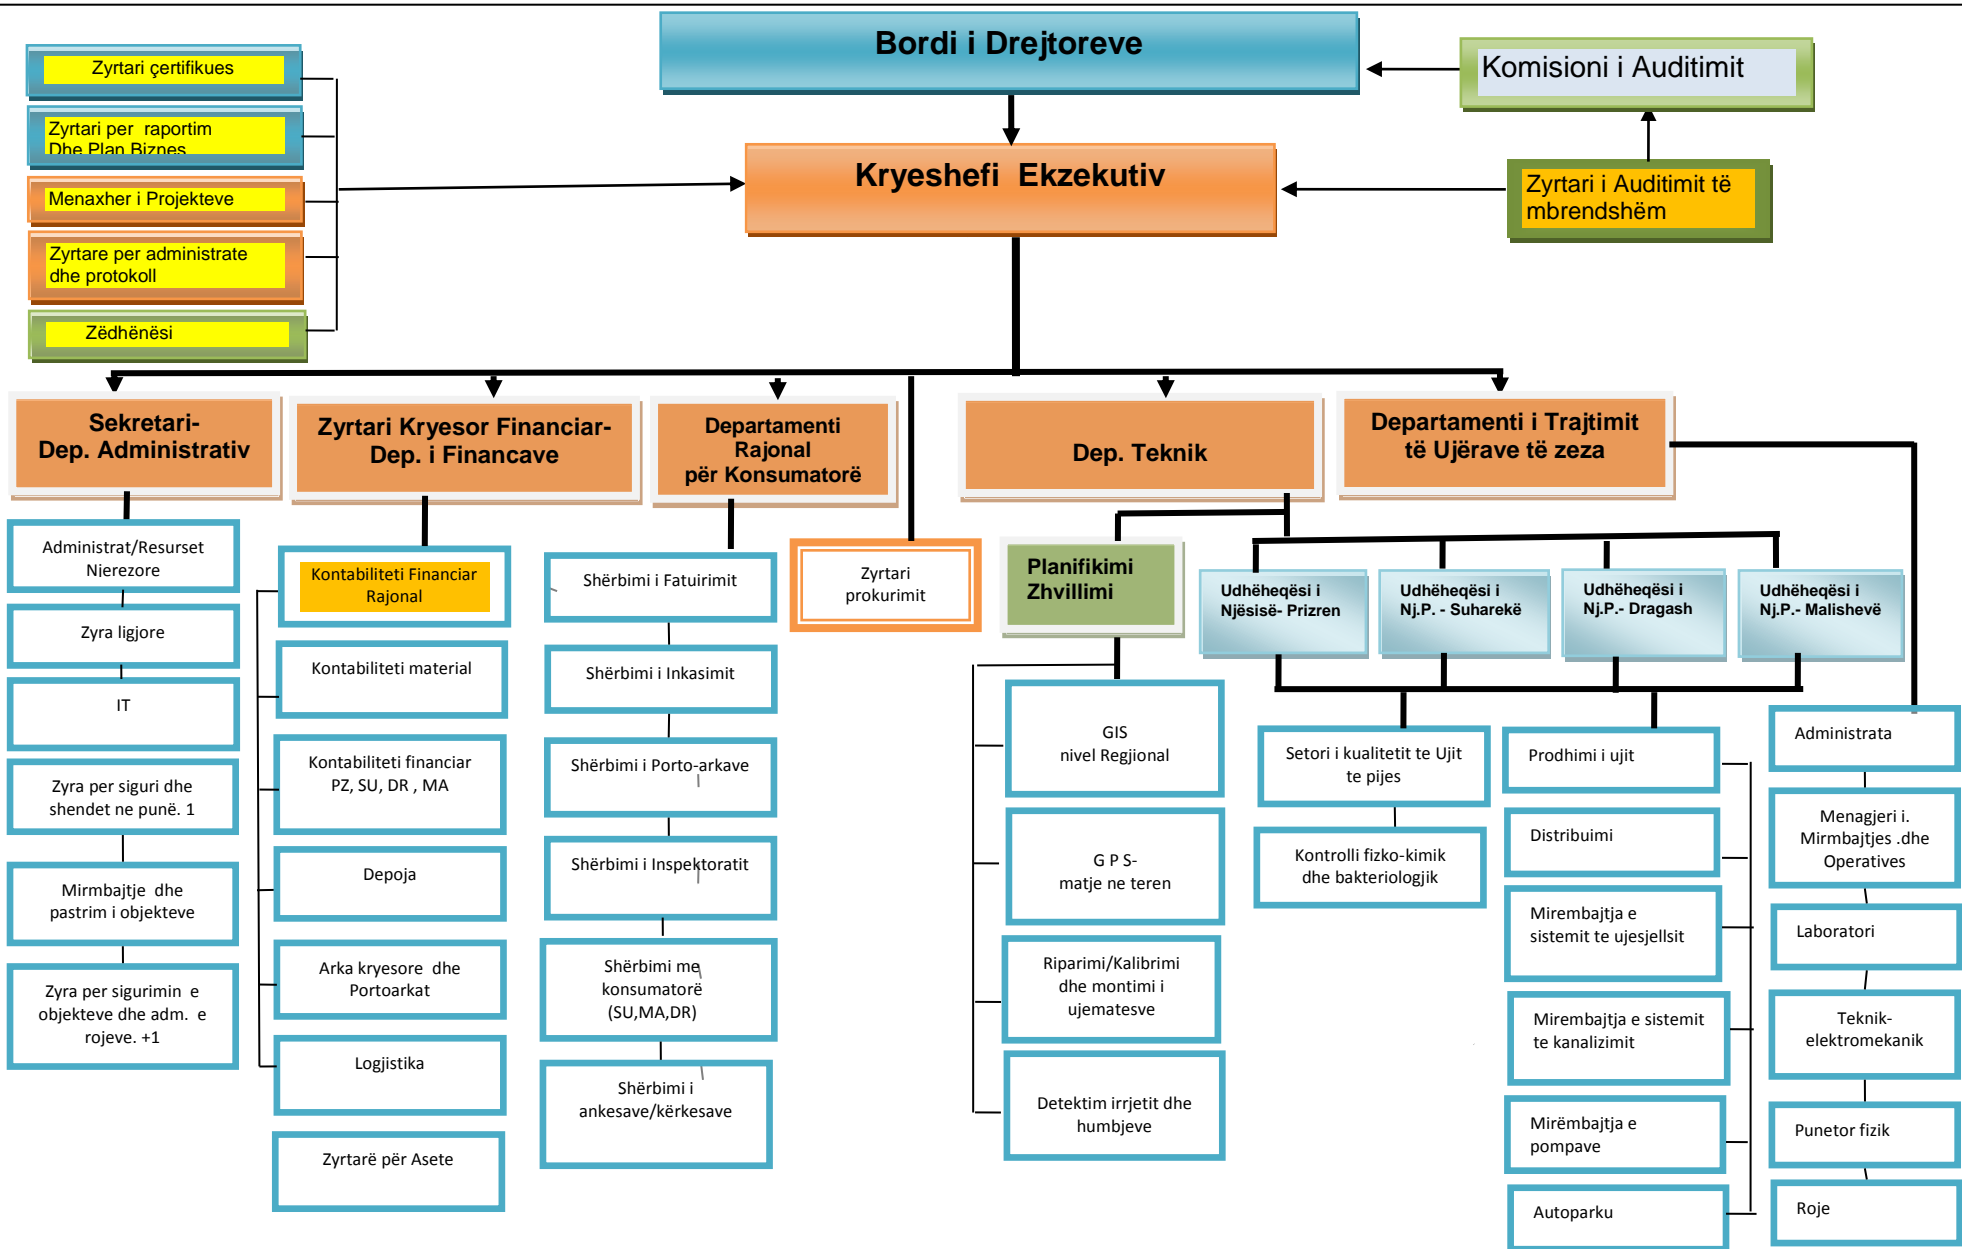 Bordi i Drejtoreve
Komisioni i Auditimit
Zyrtari çertifikues
Zyrtari per raportim
Dhe Plan Biznes
Menaxher i Projekteve
Zyrtare per administrate
dhe protokoll
Zëdhënësi
Kryeshefi Ekzekutiv
Zyrtari i Auditimit të
mbrendshëm
Sekretari-
Dep. Administrativ
Zyrtari Kryesor Financiar-
Dep. i Financave
Departamenti
Rajonal
për Konsumatorë
Dep. Teknik
Departamenti i Trajtimit
të Ujërave të zeza
Administrat/Resurset
Njerezore
Zyra ligjore
IT
Zyra per siguri dhe
shendet ne punë. 1
Mirmbajtje dhe
pastrim i objekteve
Zyra per sigurimin e
objekteve dhe adm. e
rojeve. +1
Kontabiliteti Financiar
Rajonal
Kontabiliteti material
Kontabiliteti financiar
PZ, SU, DR , MA
Depoja
Arka kryesore dhe
Portoarkat
Logjistika
Zyrtarë për Asete
Shërbimi i Fatuirimit
Shërbimi i Inkasimit
Shërbimi i Porto-arkave
Shërbimi i Inspektoratit
Shërbimi me
konsumatorë
(SU,MA,DR)
Shërbimi i
ankesave/kërkesave
Zyrtari
prokurimit
Planifikimi
Zhvillimi
GIS
nivel Regjional
G P S-
matje ne teren
Riparimi/Kalibrimi
dhe montimi i
ujematesve
Detektim irrjetit dhe
humbjeve
Udhëheqësi i
Njësisë- Prizren
Udhëheqësi i
Nj.P. - Suharekë
Udhëheqësi i
Nj.P.- Dragash
Udhëheqësi i
Nj.P.- Malishevë
Setori i kualitetit te Ujit
te pijes
Kontrolli fizko-kimik
dhe bakteriologjik
Prodhimi i ujit
Distribuimi
Mirembajtja e
sistemit te ujesjellsit
Mirembajtja e sistemit
te kanalizimit
Mirëmbajtja e
pompave
Autoparku
Administrata
Menagjeri i.
Mirmbajtjes .dhe
Operatives
Laboratori
Teknik-
elektromekanik
Punetor fizik
Roje